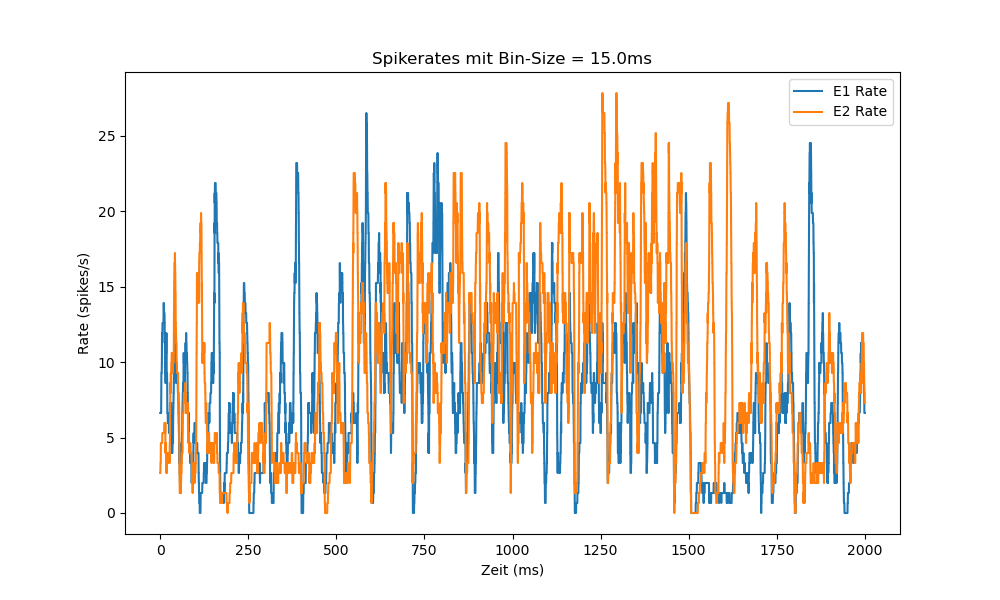 Spikerates mit Bin-Size = 15.0ms
E1 Rate
E2 Rate
Rate (spikes/s)
25
20
15
10
5
0
0 250 500 750 1000 1250 1500 1750 2000
Zeit (ms)